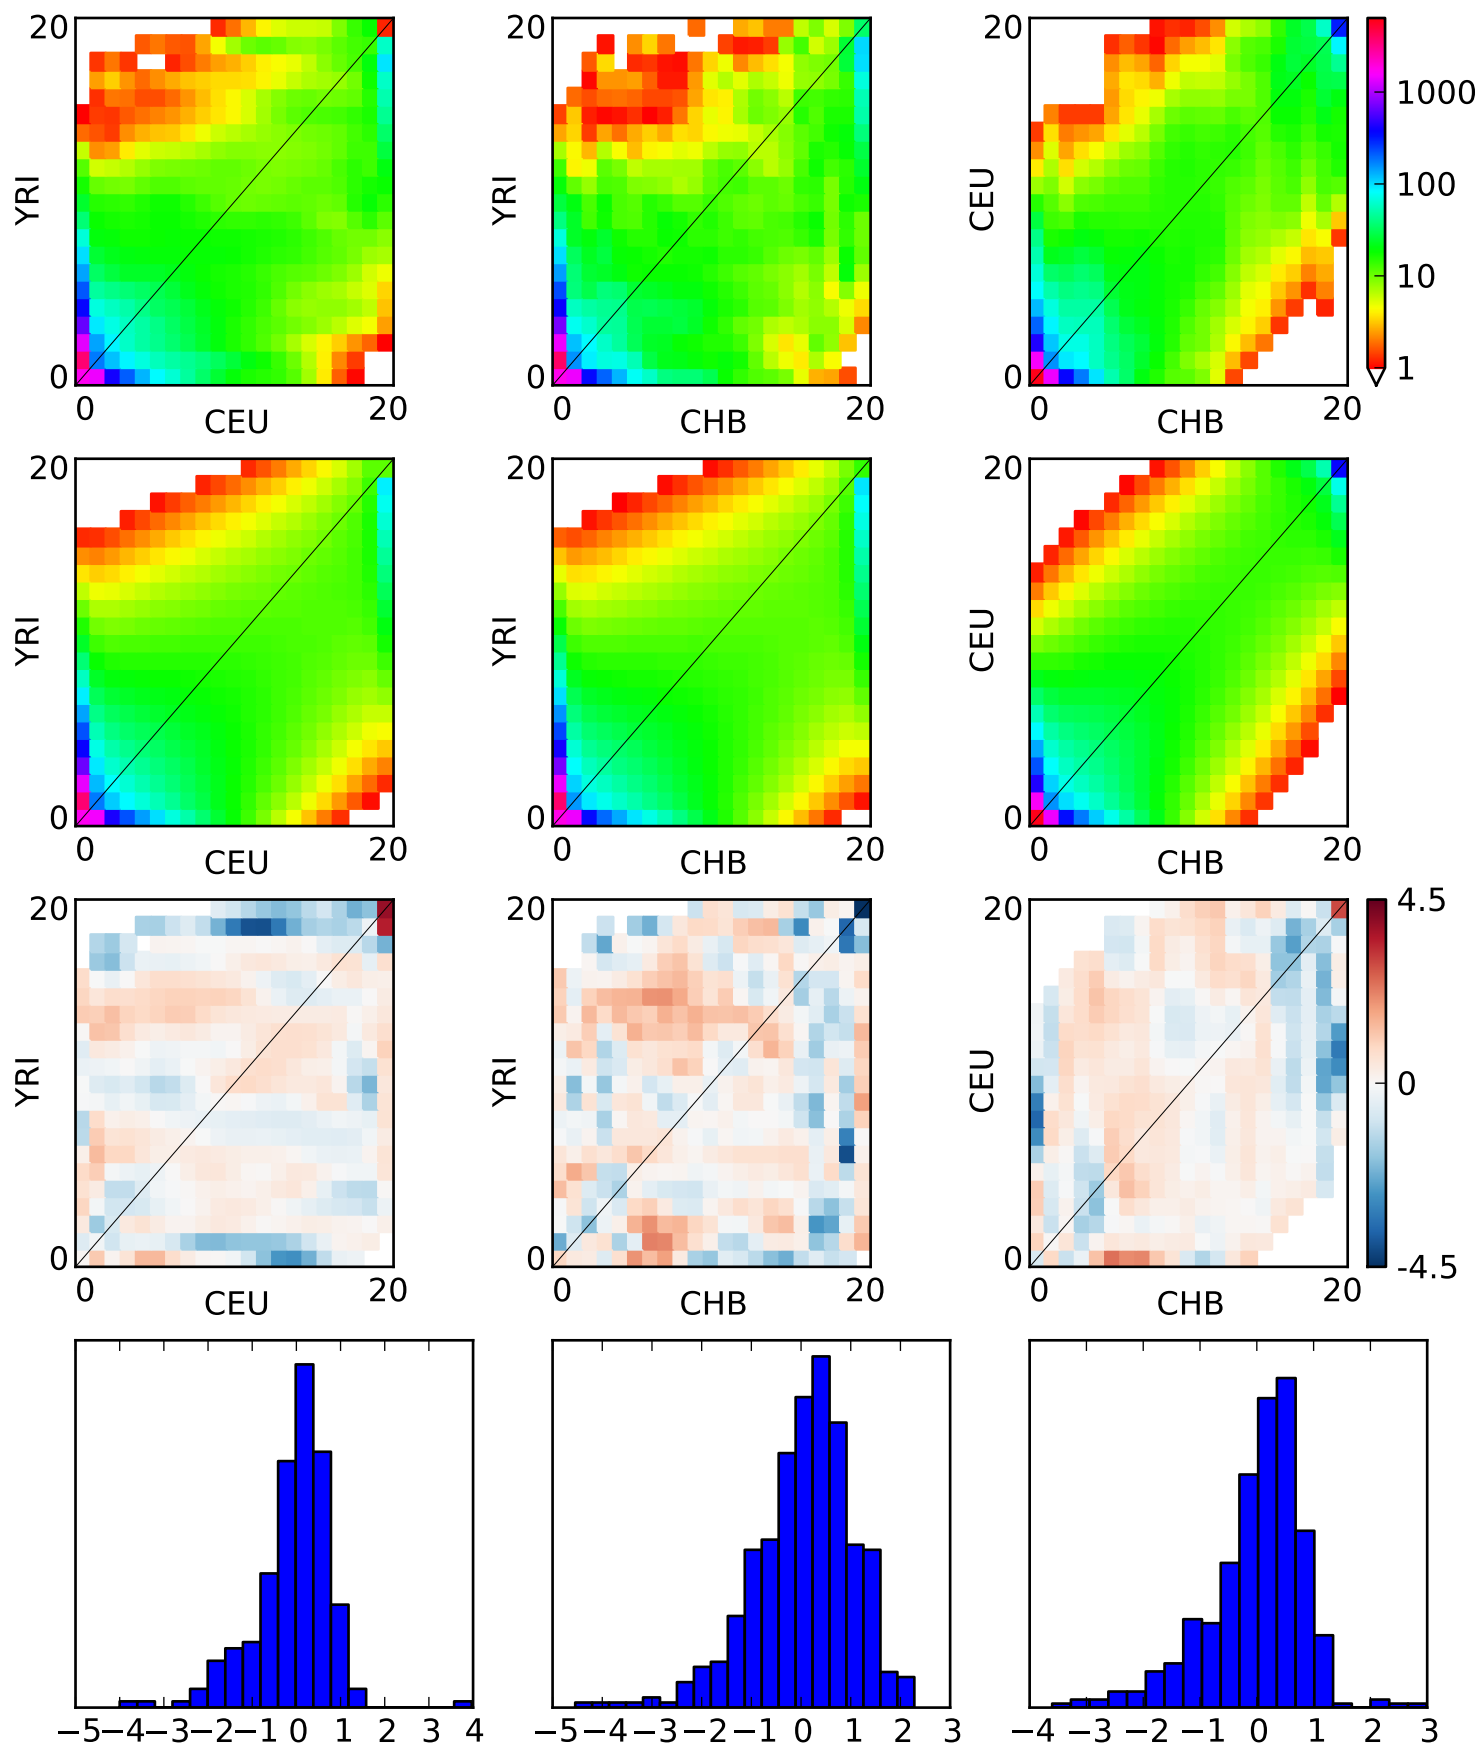 20 20 20
YRI YRI CEU
1000
100
10
1
0 0 0
0 20 0 20 0 20
CEU CHB CHB
20 20 20
YRI YRI CEU
0 0 0
0 20 0 20 0 20
CEU CHB CHB
20 20 20 4.5
YRI YRI CEU 0
0 0 0 -4.5
0 20 0 20 0 20
CEU CHB CHB
−5 −4 −3 −2 −1 0 1 2 3 4 −5 −4 −3 −2 −1 0 1 2 3 −4 −3 −2 −1 0 1 2 3